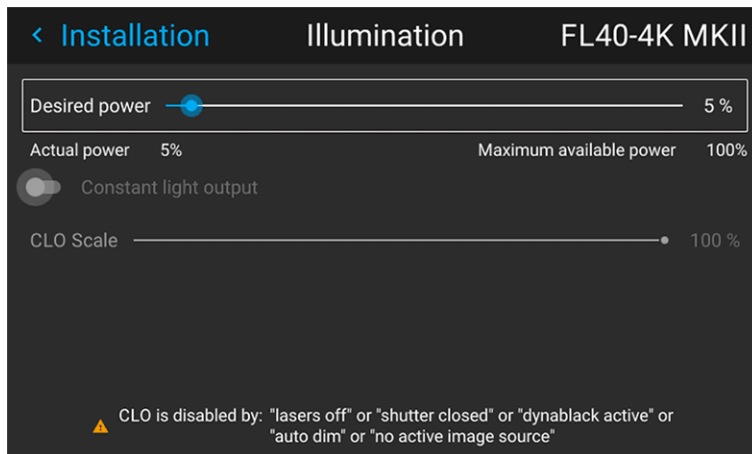 < Installation Illumination FL40-4K MKII
Desired power 5 %
Actual power 5% Maximum available power 100%
Constant light output
CLO Scale 100 %
CLO is disabled by: "lasers off" or "shutter closed" or "dynablack active" or
"auto dim" or "no active image source"